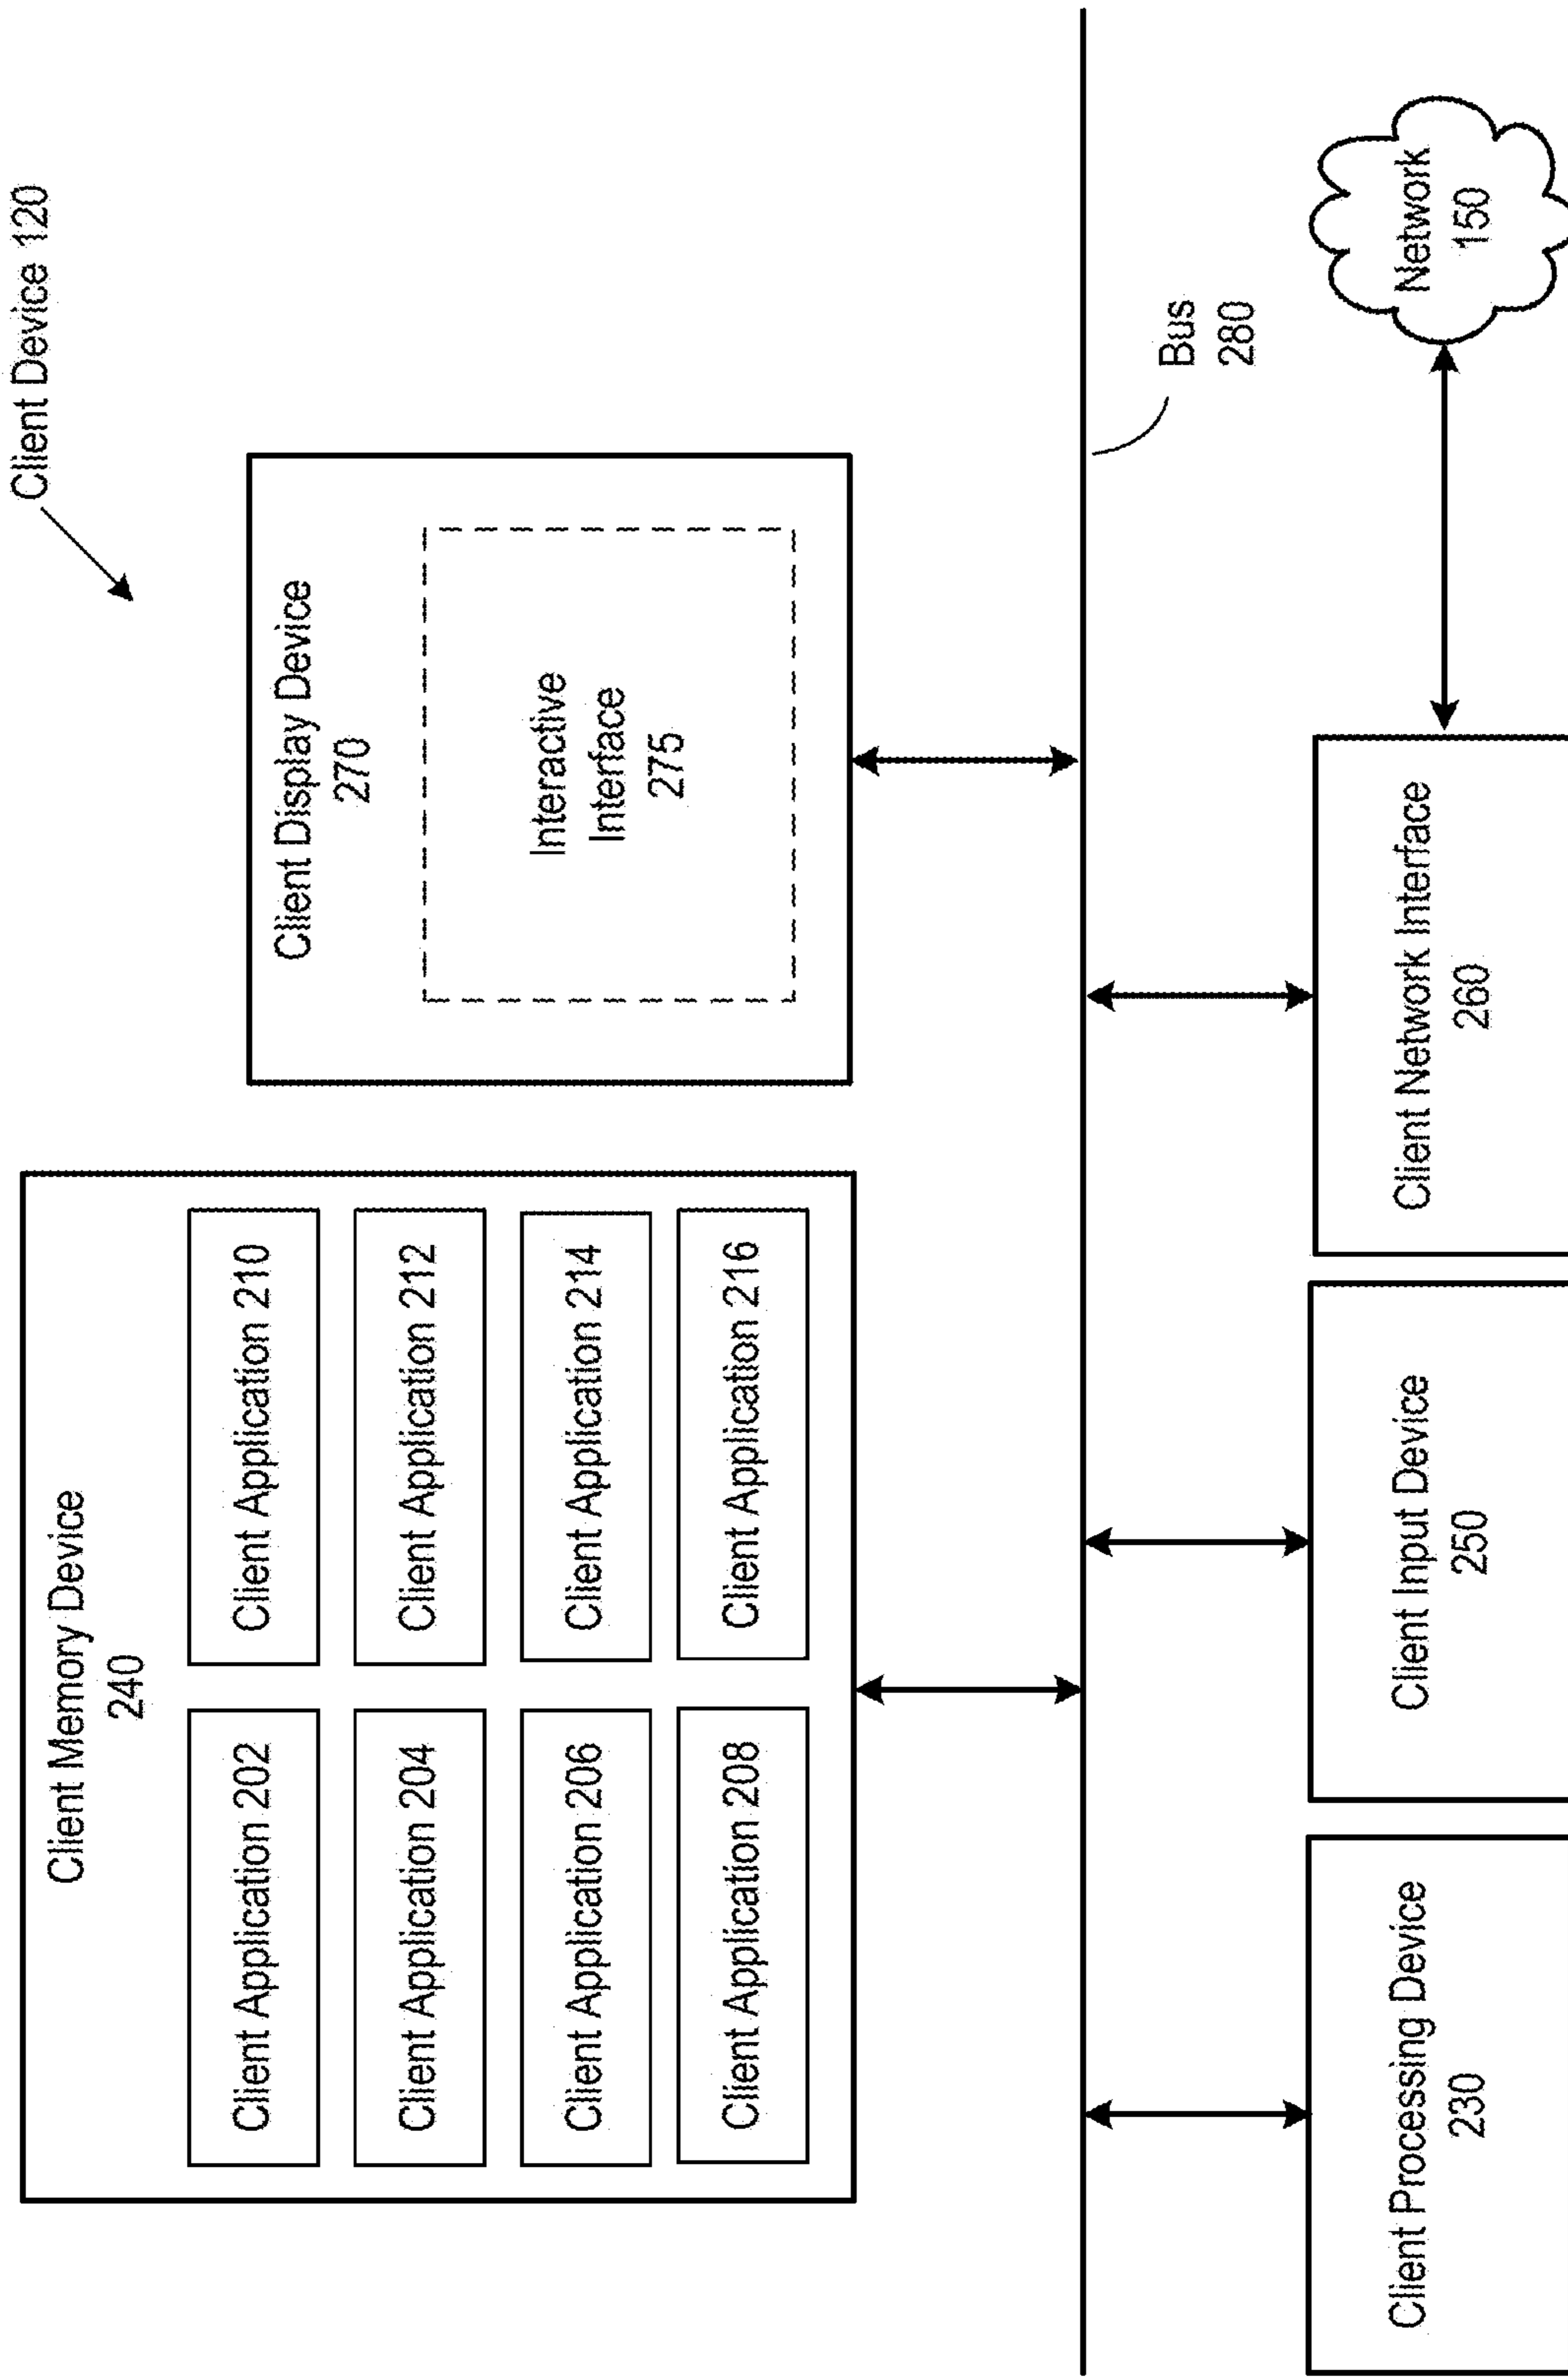 Client Device 120
Client Memory Device
240
Client Application 202
Client Application 210
Client Application 204
Client Application 212
Client Application 206
Client Application 214
Client Application 208
Client Application 216
Client Display Device
270
Interactive
Interface
275
Bus
280
Client Processing Device
230
Client Input Device
250
Client Network Interface
260
Network
150